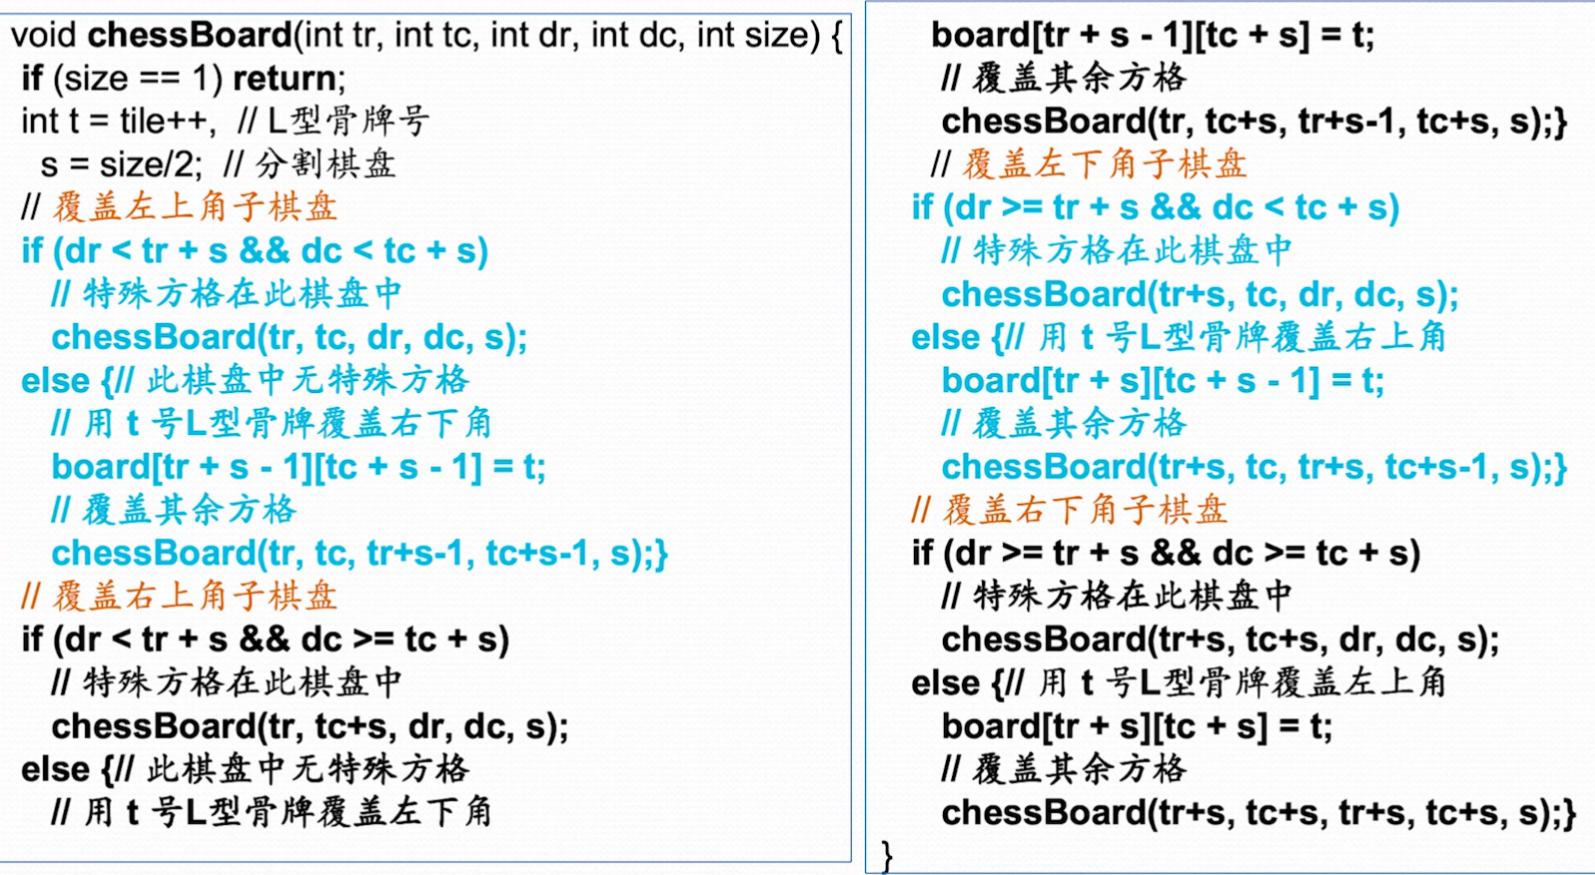 void chessBoard(int tr, int tc, int dr, int dc, int size) {
if (size == 1) return;
int t = tile++, // L型骨牌号
s = size/2; // 分割棋盘
// 覆盖左上角子棋盘
if (dr < tr + s && dc < tc + s)
// 特殊方格在此棋盘中
chessBoard(tr, tc, dr, dc, s);
else {// 此棋盘中无特殊方格
// 用 t 号L型骨牌覆盖右下角
board[tr + s - 1][tc + s - 1] = t;
// 覆盖其余方格
chessBoard(tr, tc, tr+s-1, tc+s-1, s);}
// 覆盖右上角子棋盘
if (dr < tr + s && dc >= tc + s)
// 特殊方格在此棋盘中
chessBoard(tr, tc+s, dr, dc, s);
else {// 此棋盘中无特殊方格
// 用 t 号L型骨牌覆盖左下角
board[tr + s - 1][tc + s] = t;
// 覆盖其余方格
chessBoard(tr, tc+s, tr+s-1, tc+s, s);}
// 覆盖左下角子棋盘
if (dr >= tr + s && dc < tc + s)
// 特殊方格在此棋盘中
chessBoard(tr+s, tc, dr, dc, s);
else {// 用 t 号L型骨牌覆盖右上角
board[tr + s][tc + s - 1] = t;
// 覆盖其余方格
chessBoard(tr+s, tc, tr+s, tc+s-1, s);}
// 覆盖右下角子棋盘
if (dr >= tr + s && dc >= tc + s)
// 特殊方格在此棋盘中
chessBoard(tr+s, tc+s, dr, dc, s);
else {// 用 t 号L型骨牌覆盖左上角
board[tr + s][tc + s] = t;
// 覆盖其余方格
chessBoard(tr+s, tc+s, tr+s, tc+s, s);}
}